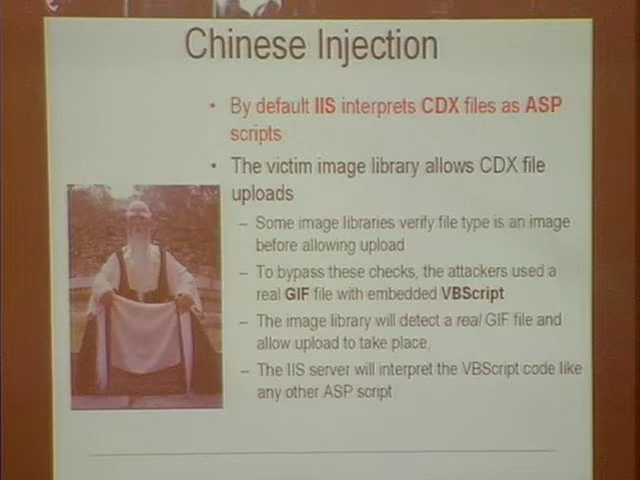 Chinese Injection
• By default IIS interprets CDX files as ASP
scripts
• The victim image library allows CDX file
uploads
– Some image libraries verify file type is an image
before allowing upload
– To bypass these checks, the attackers used a
real GIF file with embedded VBScript
– The image library will detect a real GIF file and
allow upload to take place,
– The IIS server will interpret the VBScript code like
any other ASP script